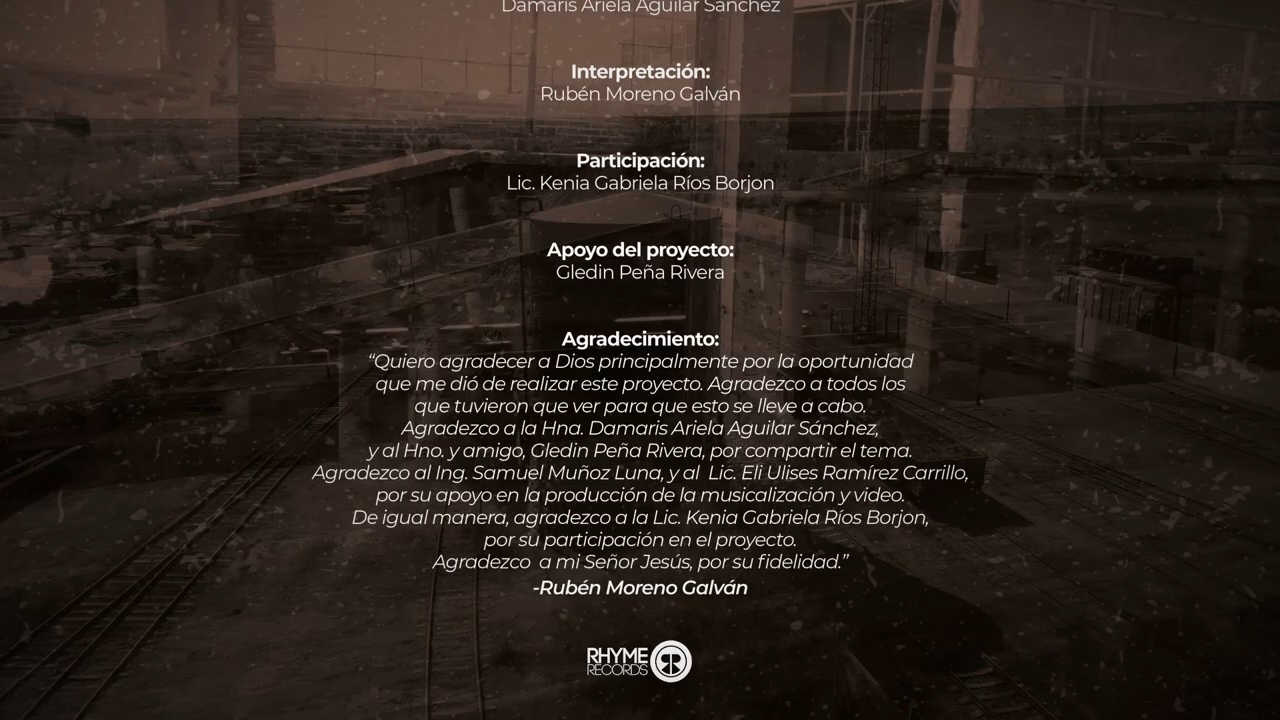 Damaris Ariela Aguilar Sánchez
Interpretación:
Rubén Moreno Galván
Participación:
Lic. Kenia Gabriela Ríos Borjon
Apoyo del proyecto:
Gledin Peña Rivera
Agradecimiento:
“Quiero agradecer a Dios principalmente por la oportunidad
que me dió de realizar este proyecto. Agradezco a todos los
que tuvieron que ver para que esto se lleve a cabo.
Agradezco a la Hna. Damaris Ariela Aguilar Sánchez,
y al Hno. y amigo, Gledin Peña Rivera, por compartir el tema.
Agradezco al Ing. Samuel Muñoz Luna, y al  Lic. Eli Ulises Ramírez Carrillo,
por su apoyo en la producción de la musicalización y video.
De igual manera, agradezco a la Lic. Kenia Gabriela Ríos Borjon,
por su participación en el proyecto.
Agradezco  a mi Señor Jesús, por su fidelidad.”
-Rubén Moreno Galván
RHYME
RECORDS